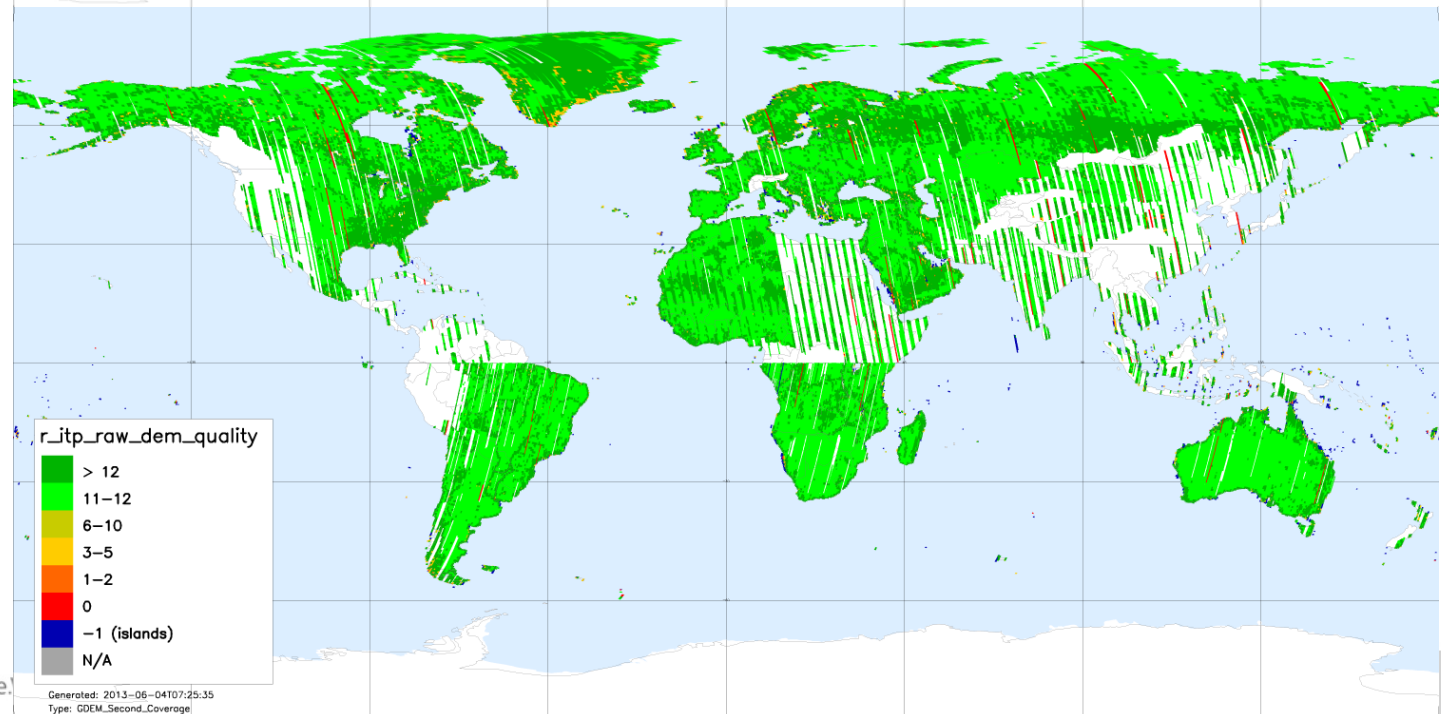 r_itp_raw_dem_quality
> 12
11-12
6-10
3-5
1-2
0
-1 (islands)
N/A
Generated: 2013-06-04T07:25:35
Type: GDEM_Second_Coverage